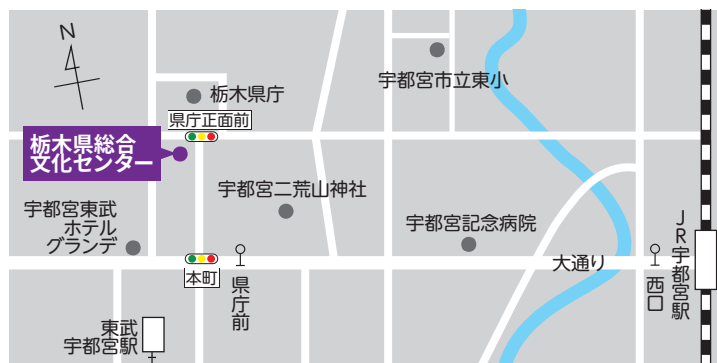 N
宇都宮市立東小
栃木県庁
県庁正面前
栃木県総合
文化センター
宇都宮二荒山神社
宇都宮東武
ホテル
グランデ
宇都宮記念病院
JR宇都宮駅
大通り
本町
県庁前
西口
東武
宇都宮駅